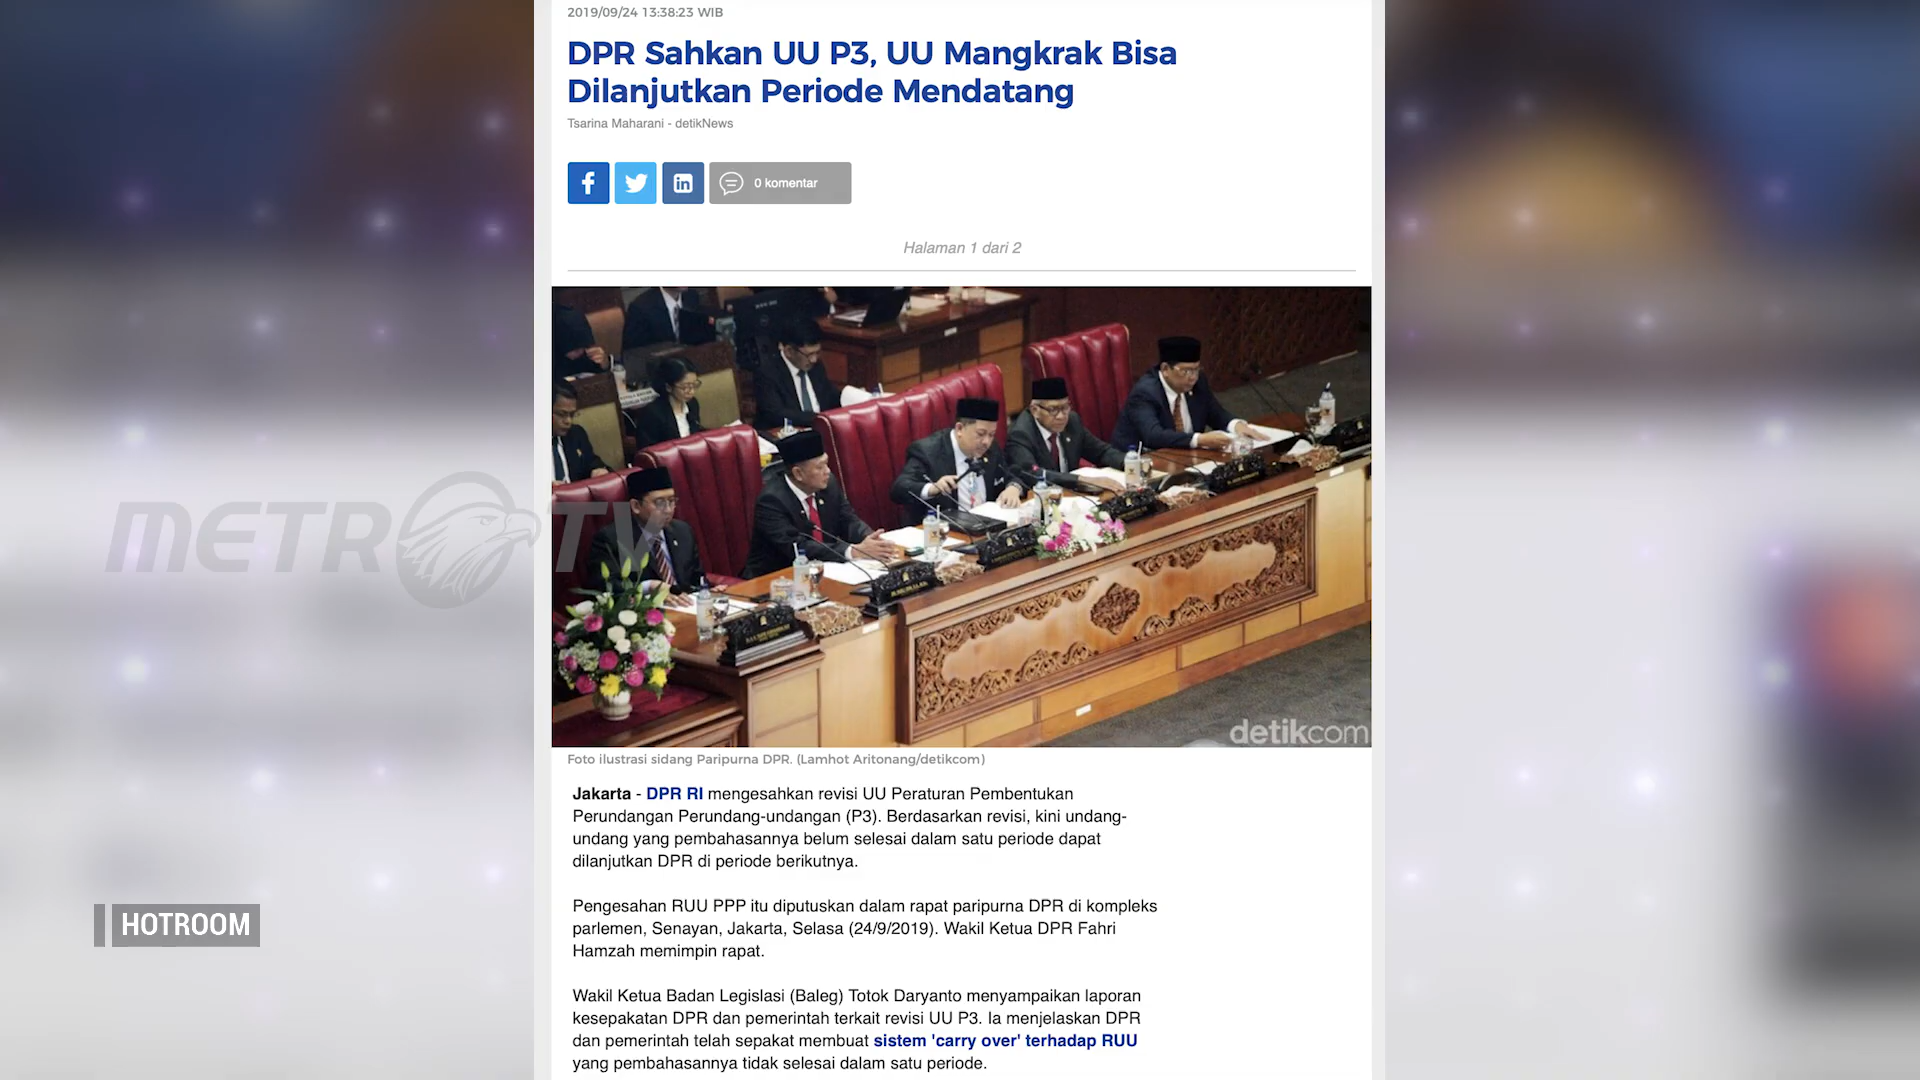 2019/09/24 13:38:23 WIB
DPR Sahkan UU P3, UU Mangkrak Bisa
Dilanjutkan Periode Mendatang
Tsarina Maharani - detikNews
0 komentar
Halaman 1 dari 2
METRO TV
detikcom
Foto ilustrasi sidang Paripurna DPR. (Lamhot Aritonang/detikcom)
Jakarta - DPR RI mengesahkan revisi UU Peraturan Pembentukan
Perundangan Perundang-undangan (P3). Berdasarkan revisi, kini undang-
undang yang pembahasannya belum selesai dalam satu periode dapat
dilanjutkan DPR di periode berikutnya.
Pengesahan RUU PPP itu diputuskan dalam rapat paripurna DPR di kompleks
parlemen, Senayan, Jakarta, Selasa (24/9/2019). Wakil Ketua DPR Fahri
Hamzah memimpin rapat.
HOTROOM
Wakil Ketua Badan Legislasi (Baleg) Totok Daryanto menyampaikan laporan
kesepakatan DPR dan pemerintah terkait revisi UU P3. Ia menjelaskan DPR
dan pemerintah telah sepakat membuat sistem 'carry over' terhadap RUU
yang pembahasannya tidak selesai dalam satu periode.